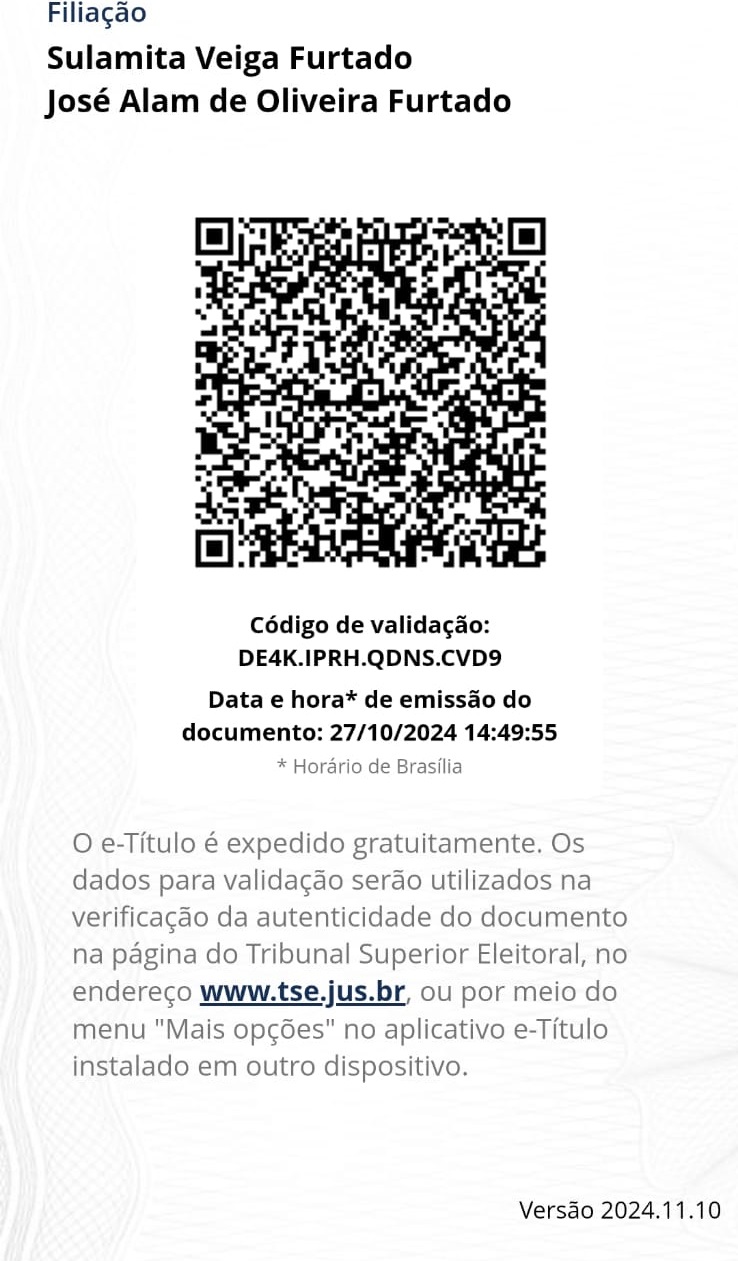 Filiação
Sulamita Veiga Furtado
José Alam de Oliveira Furtado
Código de validação:
DE4K.IPRH.QDNS.CVD9
Data e hora* de emissão do
documento: 27/10/2024 14:49:55
* Horário de Brasília
O e-Título é expedido gratuitamente. Os
dados para validação serão utilizados na
verificação da autenticidade do documento
na página do Tribunal Superior Eleitoral, no
endereço www.tse.jus.br, ou por meio do
menu "Mais opções" no aplicativo e-Título
instalado em outro dispositivo.
Versão 2024.11.10